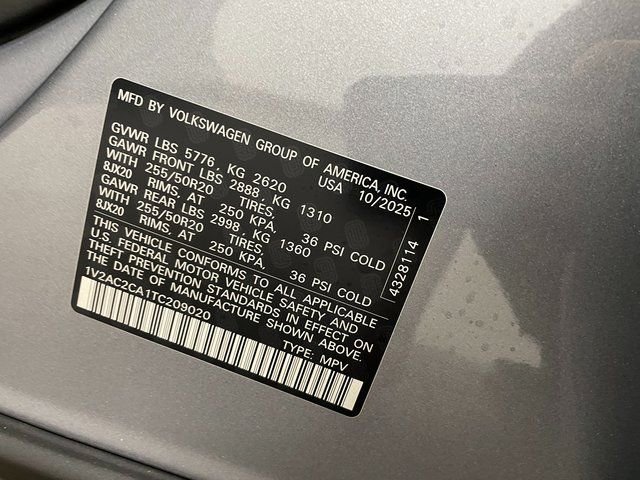 MFD BY VOLKSWAGEN GROUP OF AMERICA, INC.
USA 10/2025
GVWR LBS 5776 KG 2620
GAWR FRONT LBS 2888 KG 1310
WITH 255/50R20 TIRES,
8JX20 RIMS, AT 250 KPA, 36 PSI COLD
GAWR REAR LBS 2998, KG 1360
WITH 255/50R20 TIRES,
8JX20 RIMS, AT 250 KPA, 36 PSI COLD
THIS VEHICLE CONFORMS TO ALL APPLICABLE
U.S. FEDERAL MOTOR VEHICLE SAFETY AND
THEFT PREVENTION STANDARDS IN EFFECT ON
THE DATE OF MANUFACTURE SHOWN ABOVE.
1V2AC2CA1TC209020
TYPE: MPV
4328114 1